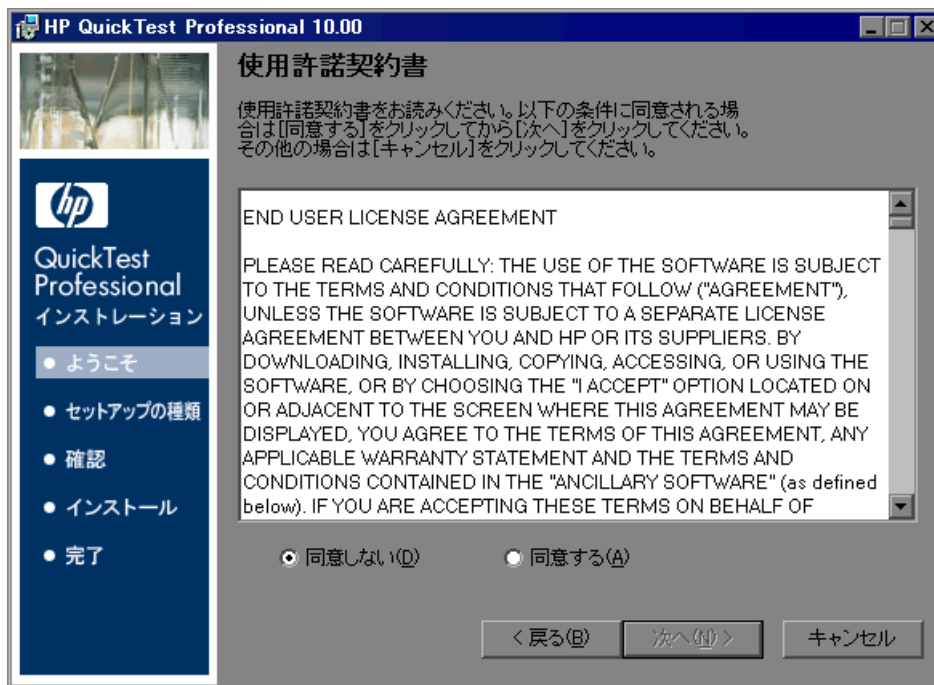 HP QuickTest Professional 10.00
hp
QuickTest
Professional
インストレーション
ようこそ
セットアップの種類
確認
インストール
完了
使用許諾契約書
使用許諾契約書をお読みください。以下の条件に同意される場
合は[同意する]をクリックしてから[次へ]をクリックしてください。
その他の場合は[キャンセル]をクリックしてください。
END USER LICENSE AGREEMENT
PLEASE READ CAREFULLY: THE USE OF THE SOFTWARE IS SUBJECT
TO THE TERMS AND CONDITIONS THAT FOLLOW ("AGREEMENT"),
UNLESS THE SOFTWARE IS SUBJECT TO A SEPARATE LICENSE
AGREEMENT BETWEEN YOU AND HP OR ITS SUPPLIERS. BY
DOWNLOADING, INSTALLING, COPYING, ACCESSING, OR USING THE
SOFTWARE, OR BY CHOOSING THE "I ACCEPT" OPTION LOCATED ON
OR ADJACENT TO THE SCREEN WHERE THIS AGREEMENT MAY BE
DISPLAYED, YOU AGREE TO THE TERMS OF THIS AGREEMENT, ANY
APPLICABLE WARRANTY STATEMENT AND THE TERMS AND
CONDITIONS CONTAINED IN THE "ANCILLARY SOFTWARE" (as defined
below). IF YOU ARE ACCEPTING THESE TERMS ON BEHALF OF
同意しない(D) 同意する(A)
< 戻る(B) 次へ(N) > キャンセル